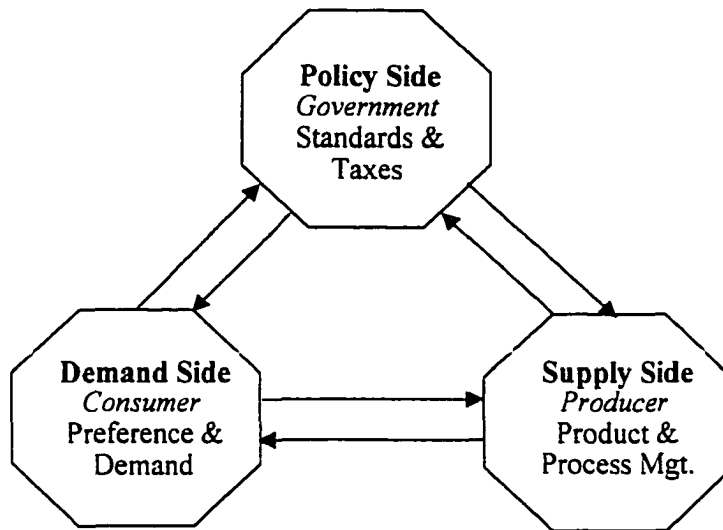 Policy Side
Government
Standards &
Taxes
Demand Side
Consumer
Preference &
Demand
Supply Side
Producer
Product &
Process Mgt.